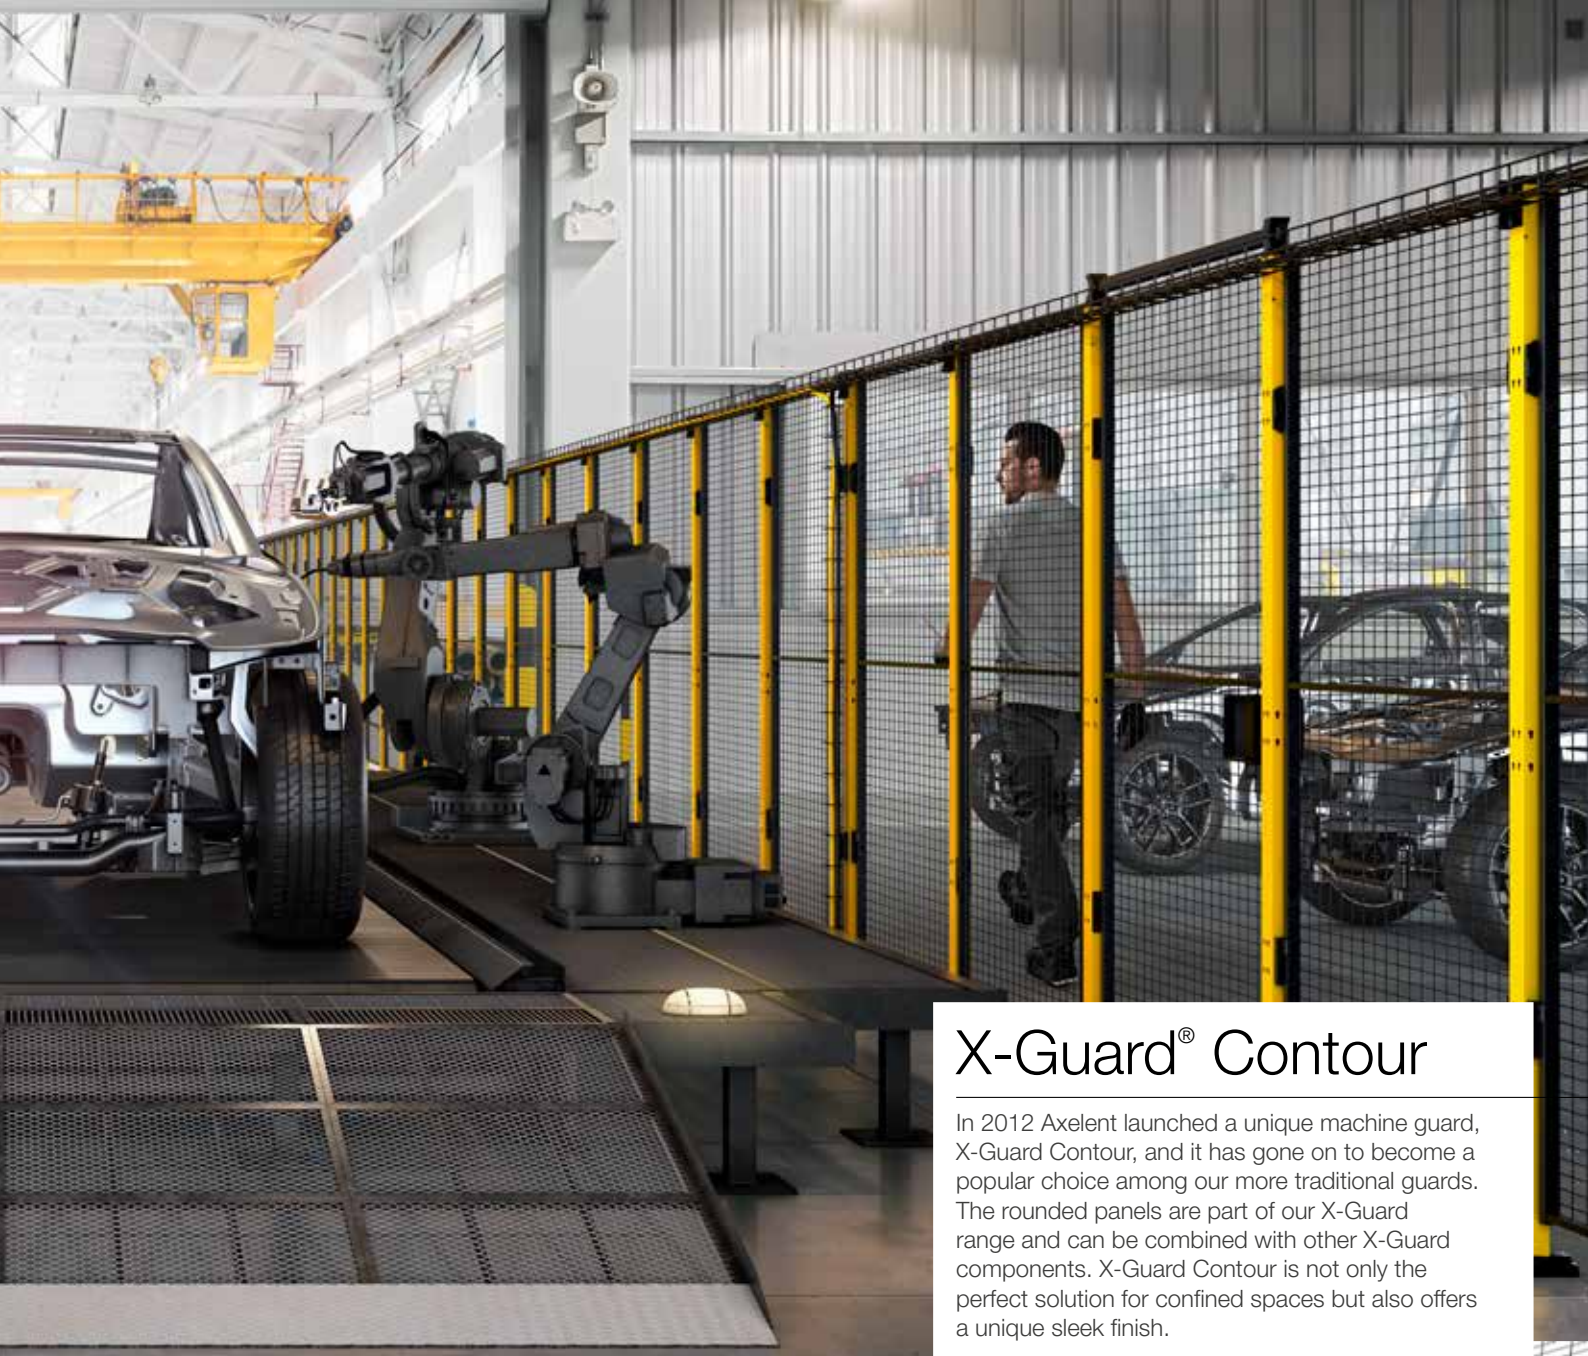 X-Guard® Contour
In 2012 Axelent launched a unique machine guard,
X-Guard Contour, and it has gone on to become a
popular choice among our more traditional guards.
The rounded panels are part of our X-Guard
range and can be combined with other X-Guard
components. X-Guard Contour is not only the
perfect solution for confined spaces but also offers
a unique sleek finish.